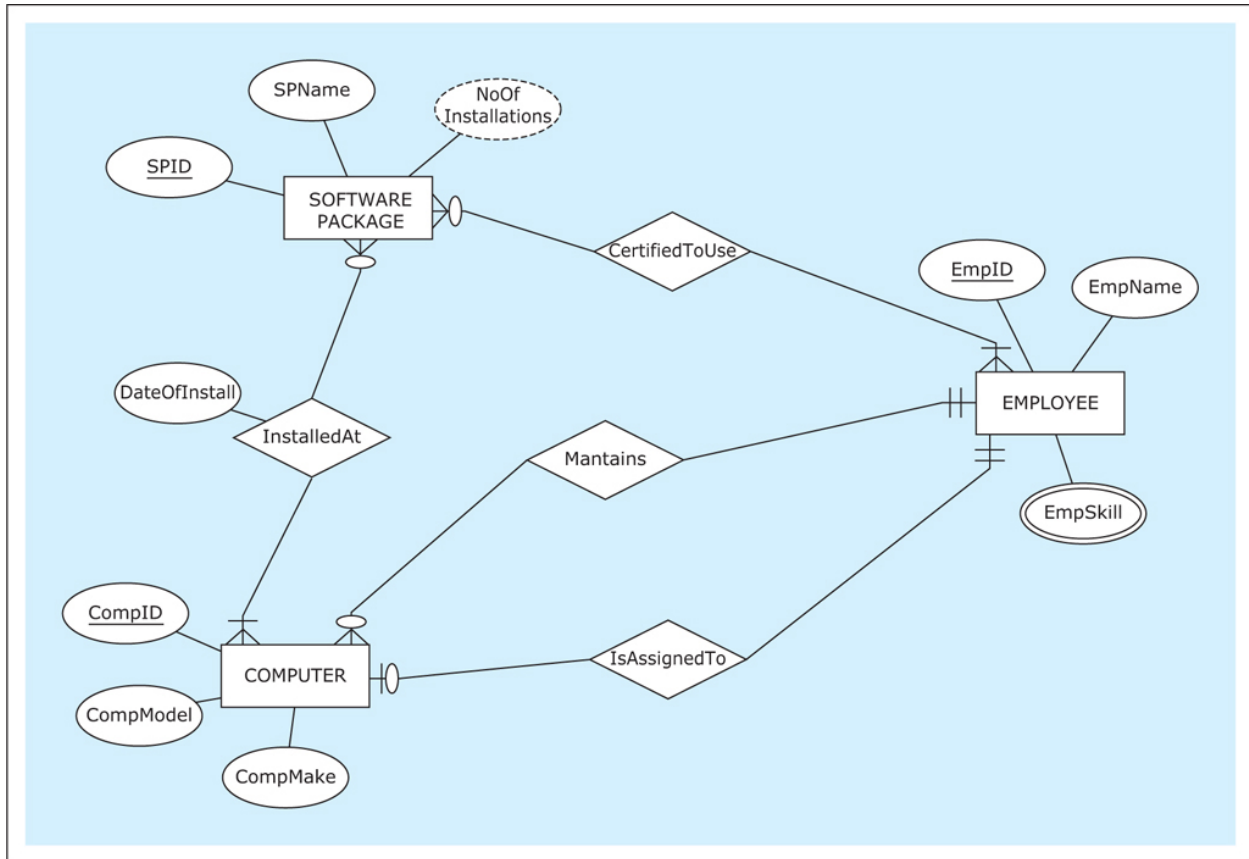 SPName
NoOf
Installations
SPID
SOFTWARE
PACKAGE
CertifiedToUse
EmpID
EmpName
DateOfInstall
EMPLOYEE
InstalledAt
Mantains
EmpSkill
CompID
IsAssignedTo
COMPUTER
CompModel
CompMake